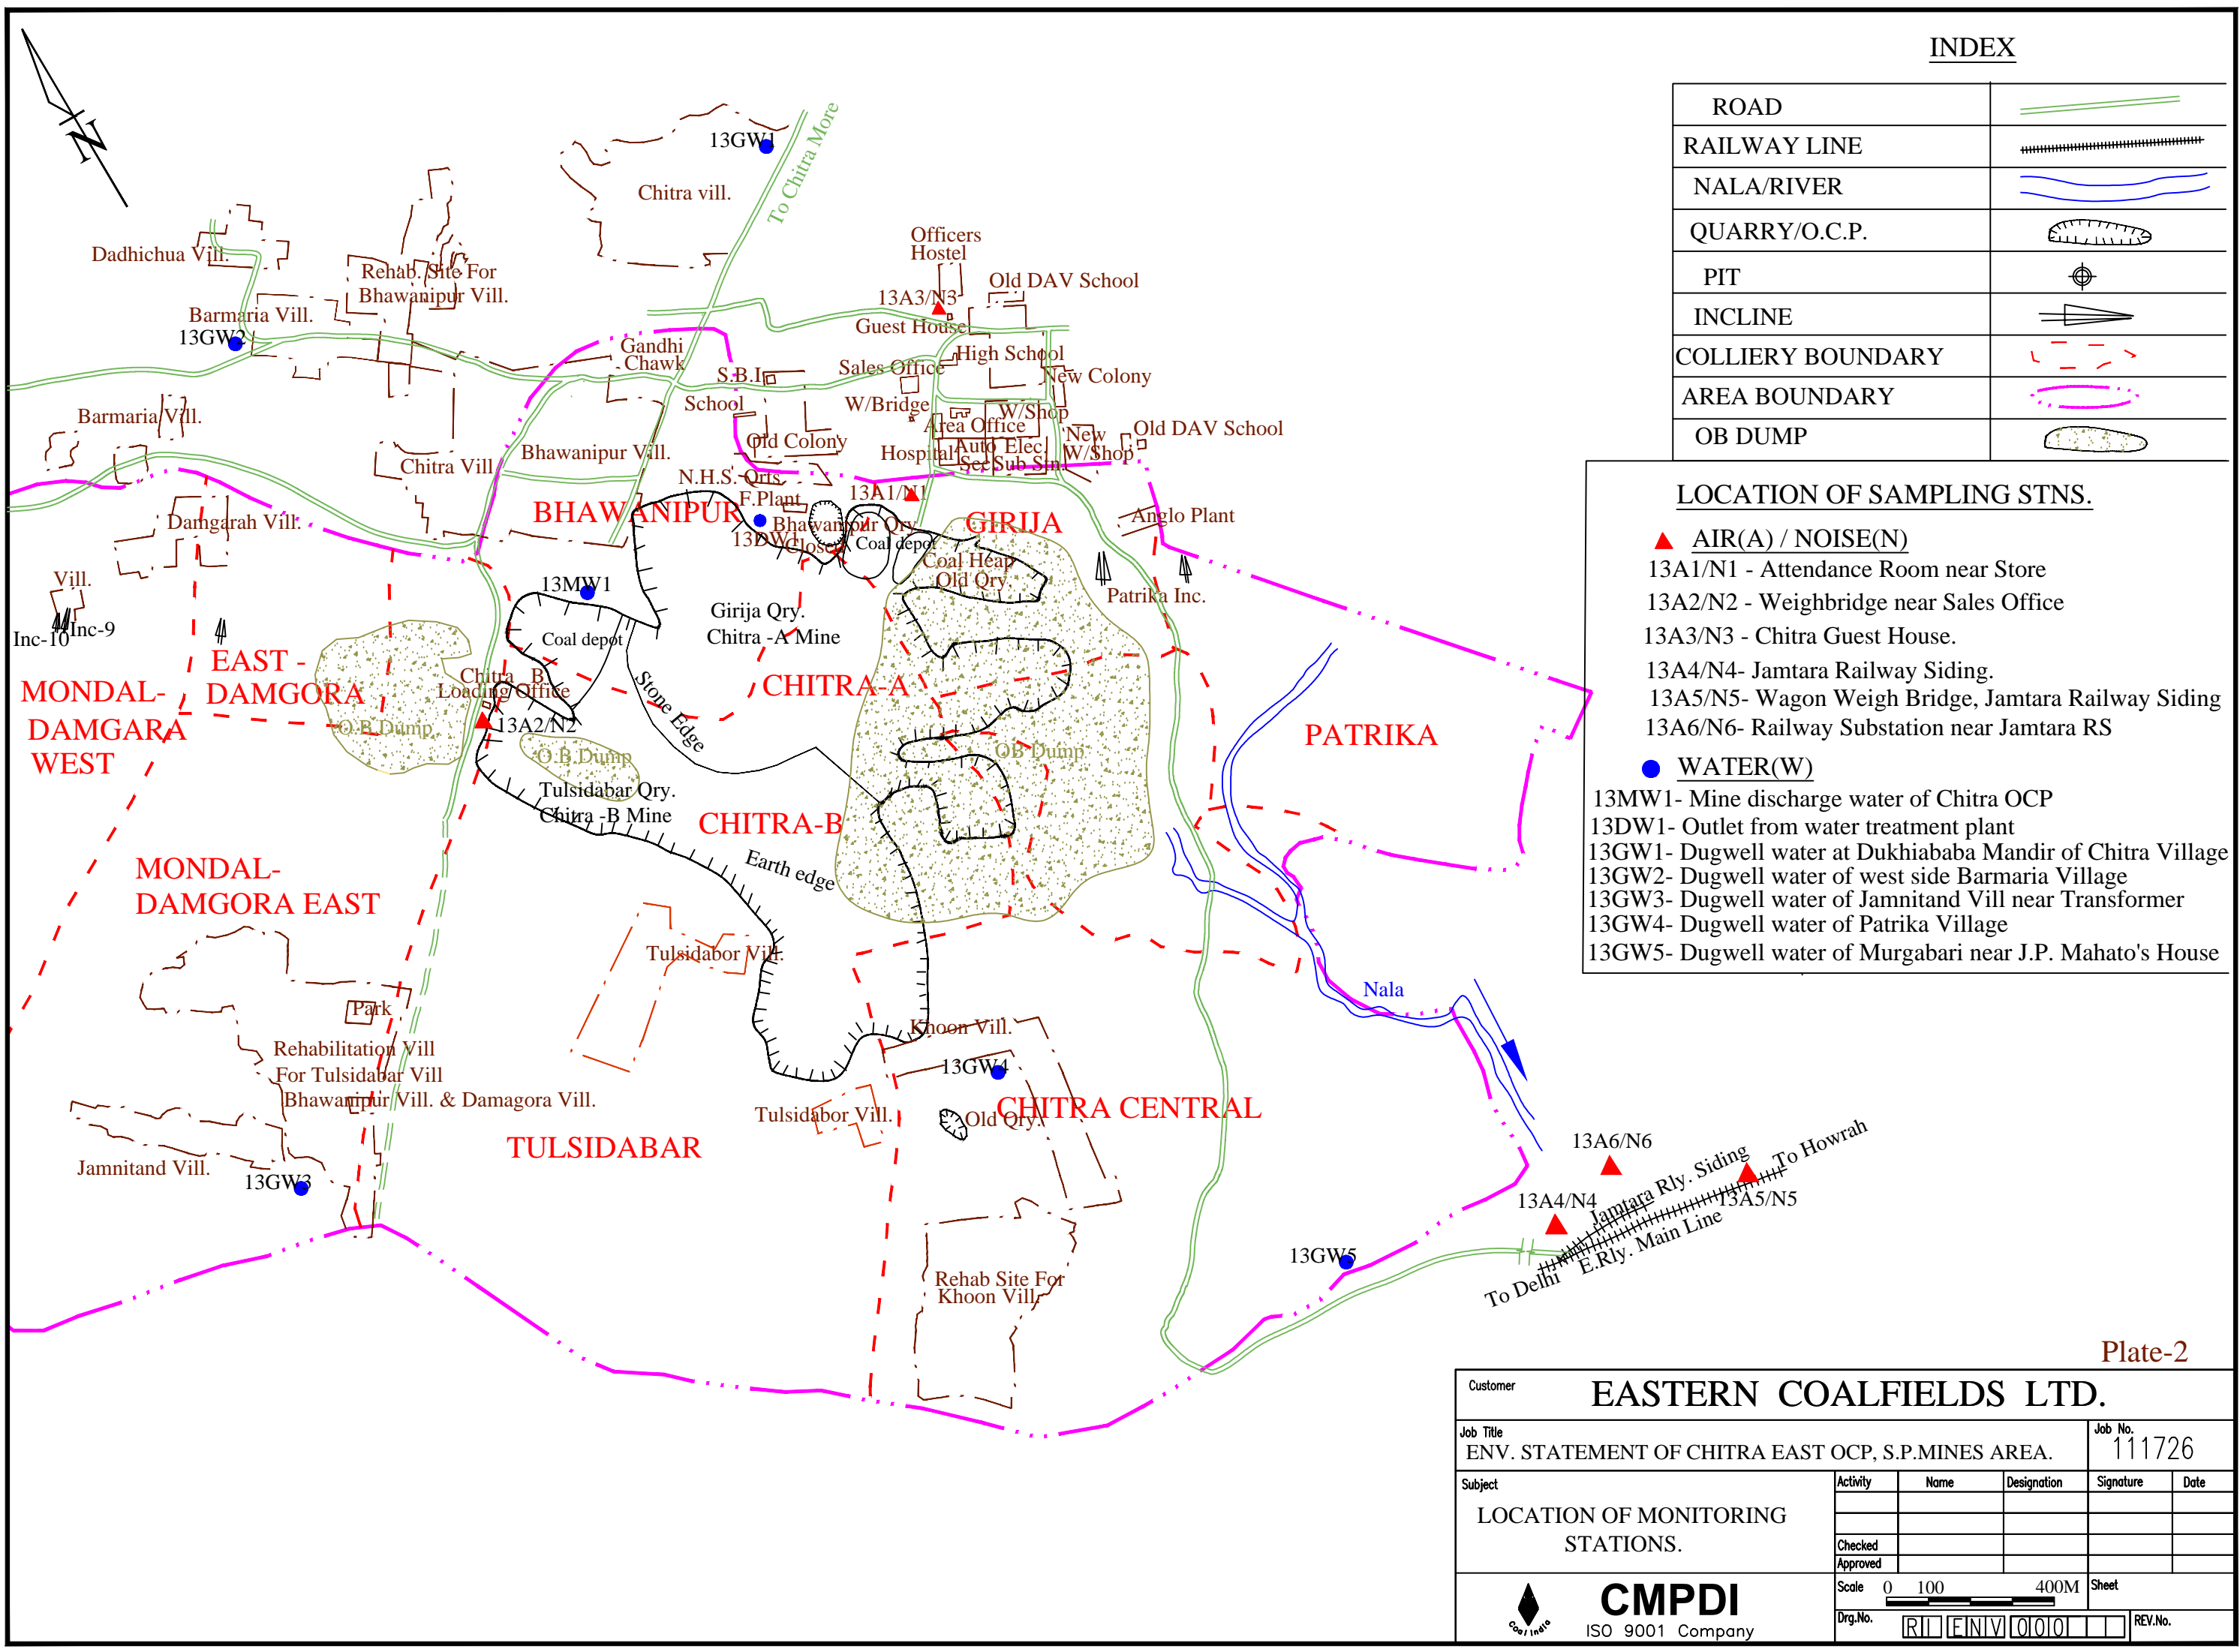 N
13GW1
Chitra vill.
To Chitra More
Dadhichua Vill.
Rehab. Site For
Bhawanipur Vill.
Barmaria Vill.
13GW2
Officers
Hostel
Old DAV School
13A3/N3
Guest House
Gandhi
Chawk
S.B.I.
Sales Office
High School
New Colony
School
W/Bridge
W/Shop
Area Office
Barmaria Vill.
Old Colony
Hospital
Auto Elec.
Sec
Sub Stn.
New
W/Shop
Old DAV School
Chitra Vill
Bhawanipur Vill.
N.H.S. Qrts.
F.Plant
13A1/N1
BHAWANIPUR
Bhawanipur Qry
Closed
13DW1
Coal depot
GIRIJA
Anglo Plant
Damgarah Vill.
Coal Heap
Old Qry.
Patrika Inc.
Vill.
Inc-10
Inc-9
13MW1
Coal depot
Girija Qry.
Chitra -A Mine
EAST -
DAMGORA
MONDAL-
DAMGARA
WEST
Chitra B
Loading Office
13A2/N2
Stone Edge
CHITRA-A
O.B.Dump
O.B.Dump
OB Dump
PATRIKA
Tulsidabar Qry.
Chitra -B Mine
CHITRA-B
Earth edge
MONDAL-
DAMGORA EAST
Tulsidabor Vill.
Park
Nala
Khoon Vill.
Rehabilitation Vill
For Tulsidabar Vill
Bhawanipur Vill. & Damagora Vill.
13GW4
Tulsidabor Vill.
Old Qry.
CHITRA CENTRAL
TULSIDABAR
Jamnitand Vill.
13GW3
13A6/N6
13A4/N4
Jamtara Rly. Siding
To Howrah
13A5/N5
E.Rly. Main Line
To Delhi
13GW5
Rehab Site For
Khoon Vill.
INDEX
ROAD
RAILWAY LINE
NALA/RIVER
QUARRY/O.C.P.
PIT
INCLINE
COLLIERY BOUNDARY
AREA BOUNDARY
OB DUMP
LOCATION OF SAMPLING STNS.
AIR(A) / NOISE(N)
13A1/N1 - Attendance Room near Store
13A2/N2 - Weighbridge near Sales Office
13A3/N3 - Chitra Guest House.
13A4/N4- Jamtara Railway Siding.
13A5/N5- Wagon Weigh Bridge, Jamtara Railway Siding
13A6/N6- Railway Substation near Jamtara RS
WATER(W)
13MW1- Mine discharge water of Chitra OCP
13DW1- Outlet from water treatment plant
13GW1- Dugwell water at Dukhiababa Mandir of Chitra Village
13GW2- Dugwell water of west side Barmaria Village
13GW3- Dugwell water of Jamnitand Vill near Transformer
13GW4- Dugwell water of Patrika Village
13GW5- Dugwell water of Murgabari near J.P. Mahato's House
Plate-2
Customer EASTERN COALFIELDS LTD.
Job Title
ENV. STATEMENT OF CHITRA EAST OCP, S.P.MINES AREA.
Job No.
111726
Subject
LOCATION OF MONITORING
STATIONS.
Activity Name Designation Signature Date
Checked
Approved
Scale 0 100 400M Sheet
Drg.No. RI ENV 000 REV.No.
Coal India
CMPDI
ISO 9001 Company